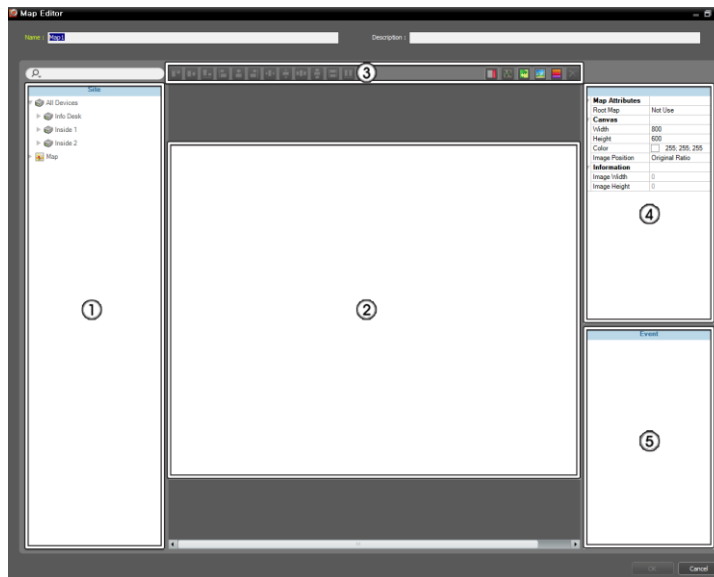 Map Editor
Name : Map1
Description :
③
Site
All Devices
Info Desk
Inside 1
Inside 2
Map
①
②
Map Attributes
Root Map Not Use
Canvas
Width 800
Height 600
Color 255; 255; 255
Image Position Original Ratio
Information
Image Width 0
Image Height 0
④
Event
⑤
OK Cancel